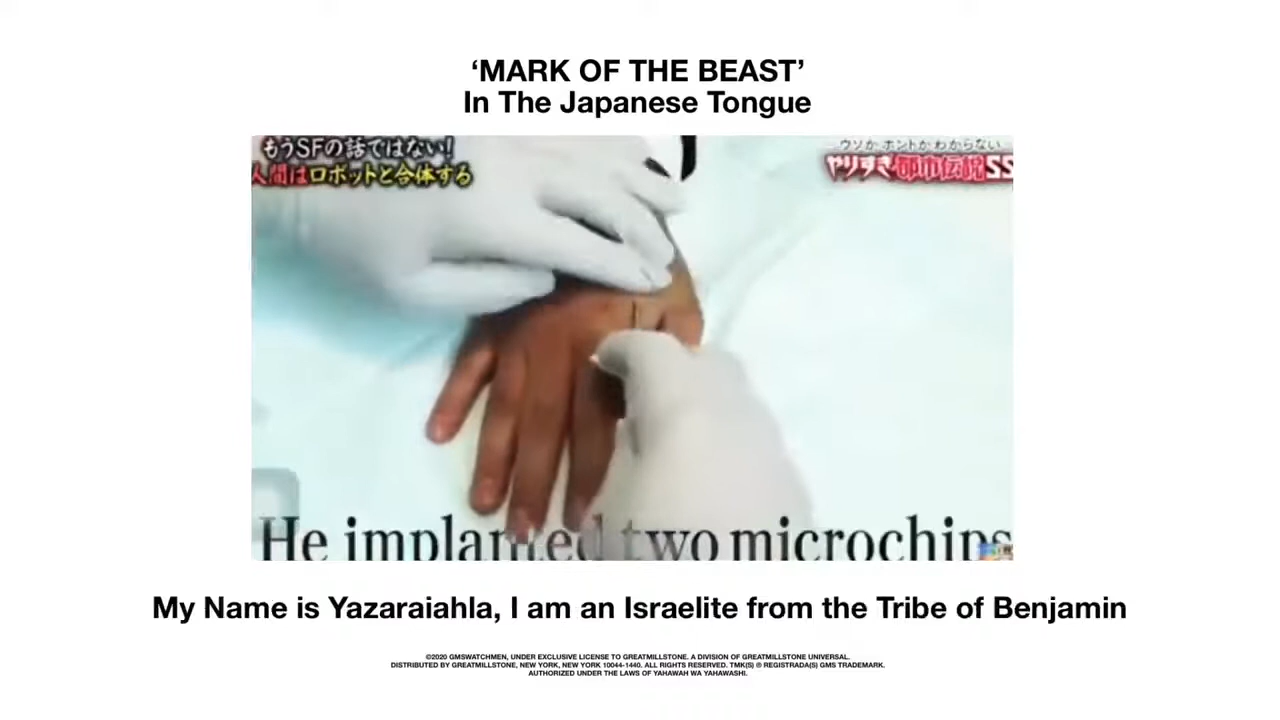 ‘MARK OF THE BEAST’
In The Japanese Tongue
もうSFの話ではない!
人間はロボットと合体する
ウソか ホントか わからない
やりすぎ都市伝説SS
He implanted two microchips
My Name is Yazaraiahla, I am an Israelite from the Tribe of Benjamin
©2020 GMSWATCHMEN, UNDER EXCLUSIVE LICENSE TO GREATMILLSTONE. A DIVISION OF GREATMILLSTONE UNIVERSAL.
DISTRIBUTED BY GREATMILLSTONE, NEW YORK, NEW YORK 10044-1440. ALL RIGHTS RESERVED. TMK(S) ® REGISTRADA(S) GMS TRADEMARK.
AUTHORIZED UNDER THE LAWS OF YAHAWAH WA YAHAWASHI.